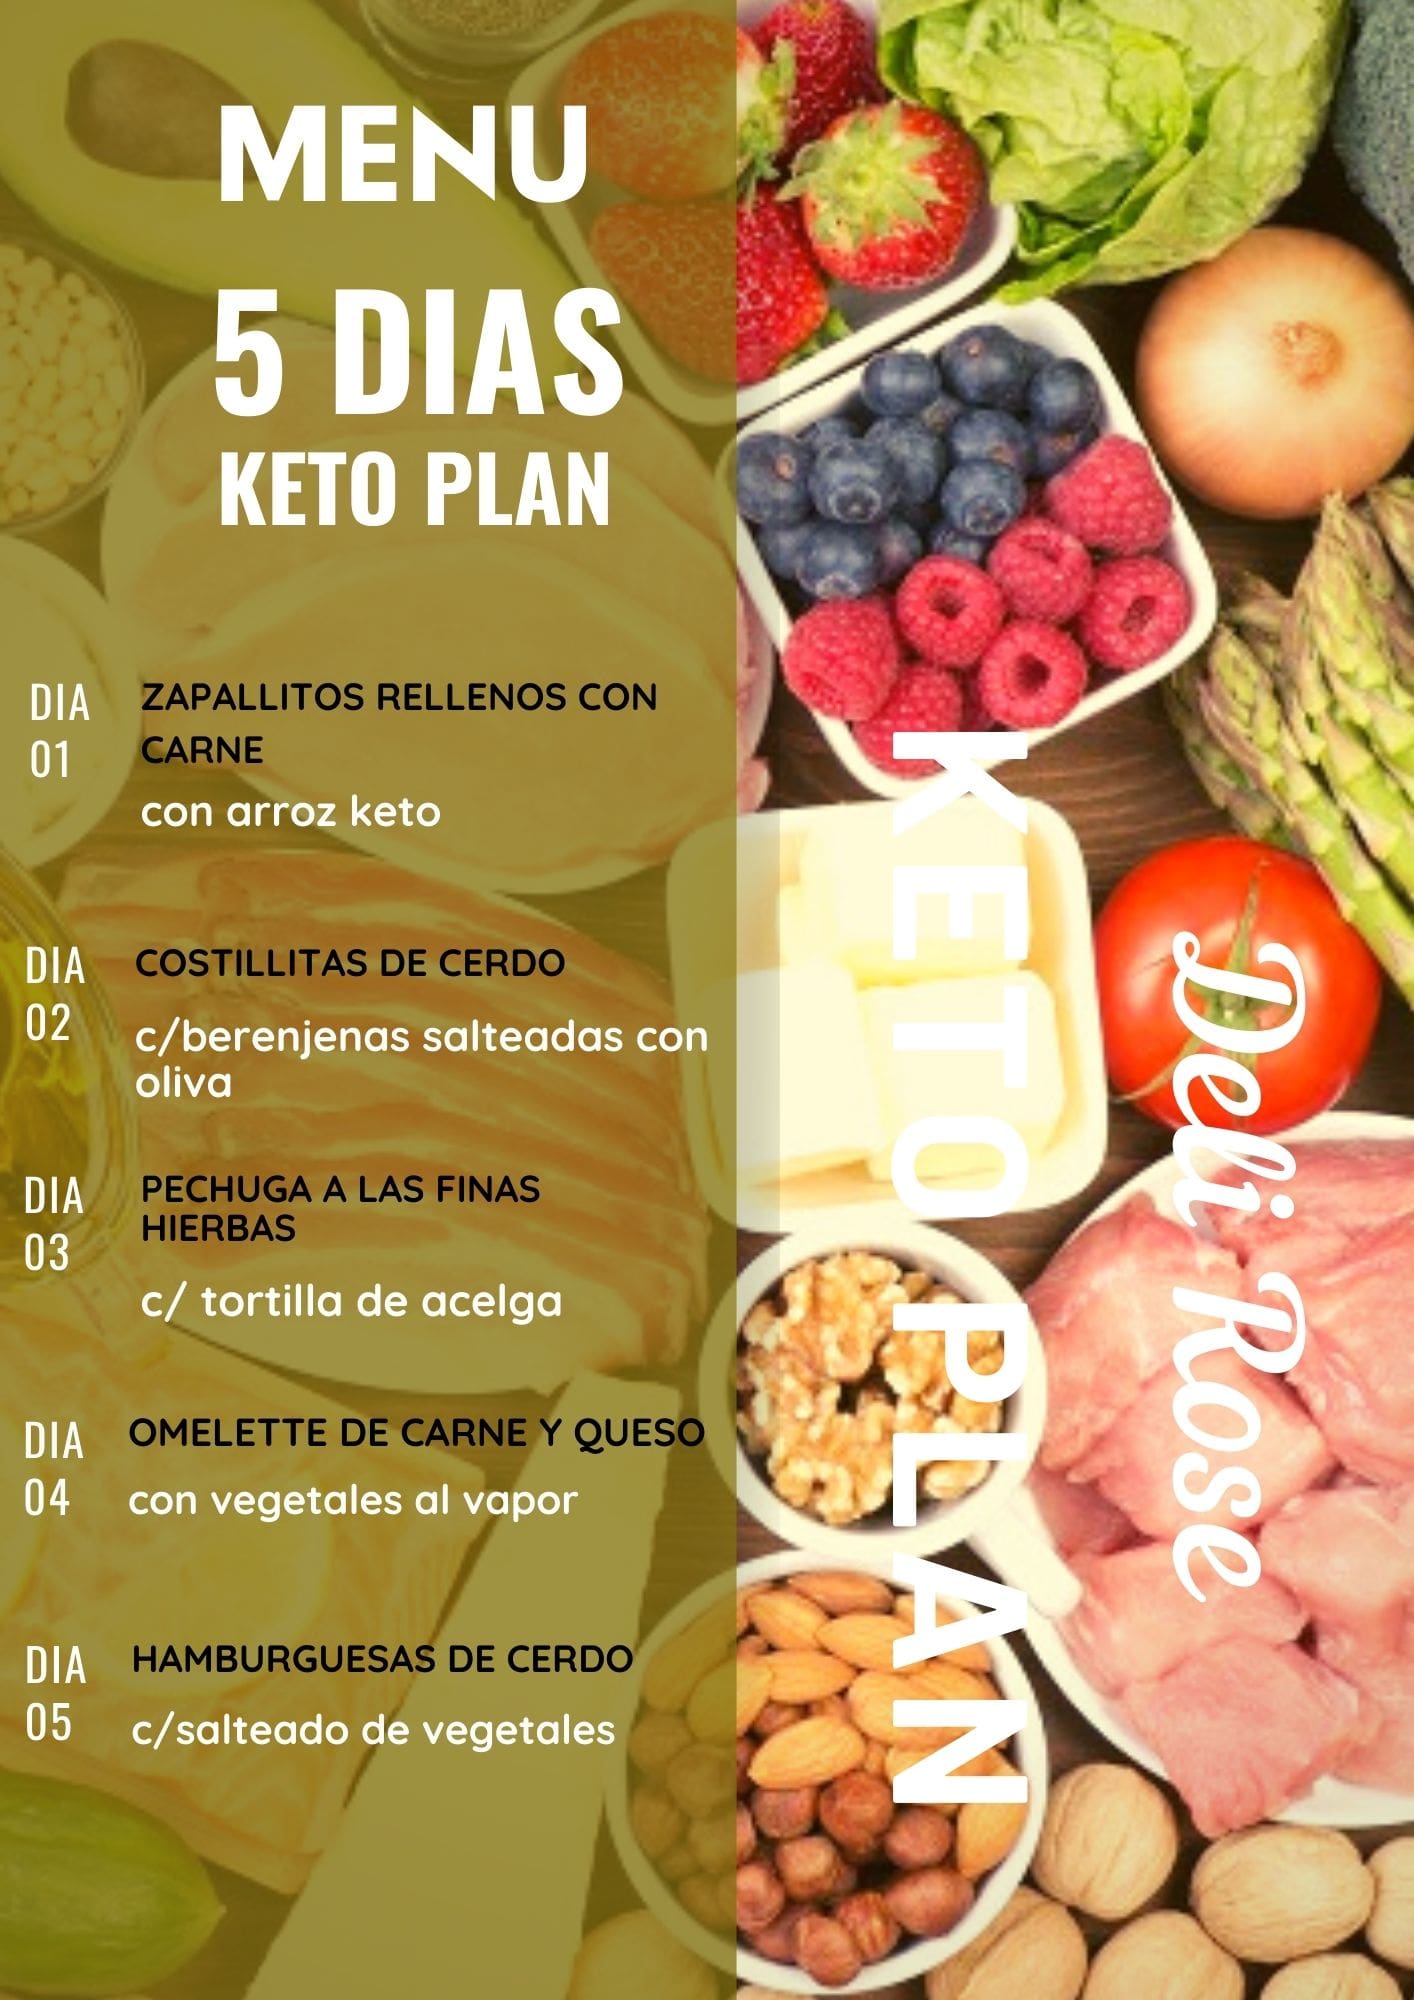 MENU
5 DIAS
KETO PLAN
DIA
01
ZAPALLITOS RELLENOS CON
CARNE
con arroz keto
DIA
02
COSTILLITAS DE CERDO
c/berenjenas salteadas con
oliva
DIA
03
PECHUGA A LAS FINAS
HIERBAS
c/ tortilla de acelga
DIA
04
OMELETTE DE CARNE Y QUESO
con vegetales al vapor
DIA
05
HAMBURGUESAS DE CERDO
c/salteado de vegetales
KETO PLAN
Deli Rose